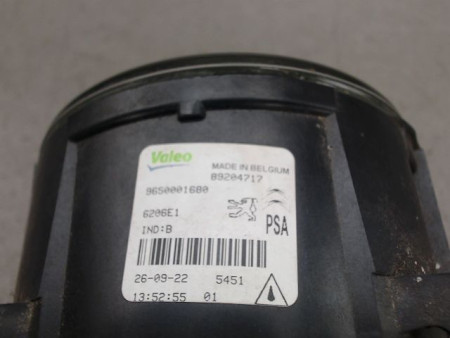 Valeo
MADE IN BELGIUM
89204717
9650001680
6206E1
PSA
IND:B
26-09-22 5451
13:52:55 01